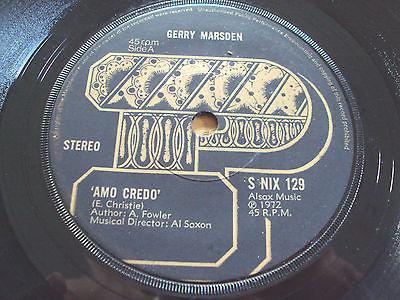 GERRY MARSDEN
45 rpm
Side A
STEREO
'AMO CREDO'
(E. Christie)
Author: A. Fowler
Musical Director: Al Saxon
S NIX 129
Alsox Music
℗ 1972
45 R.P.M.